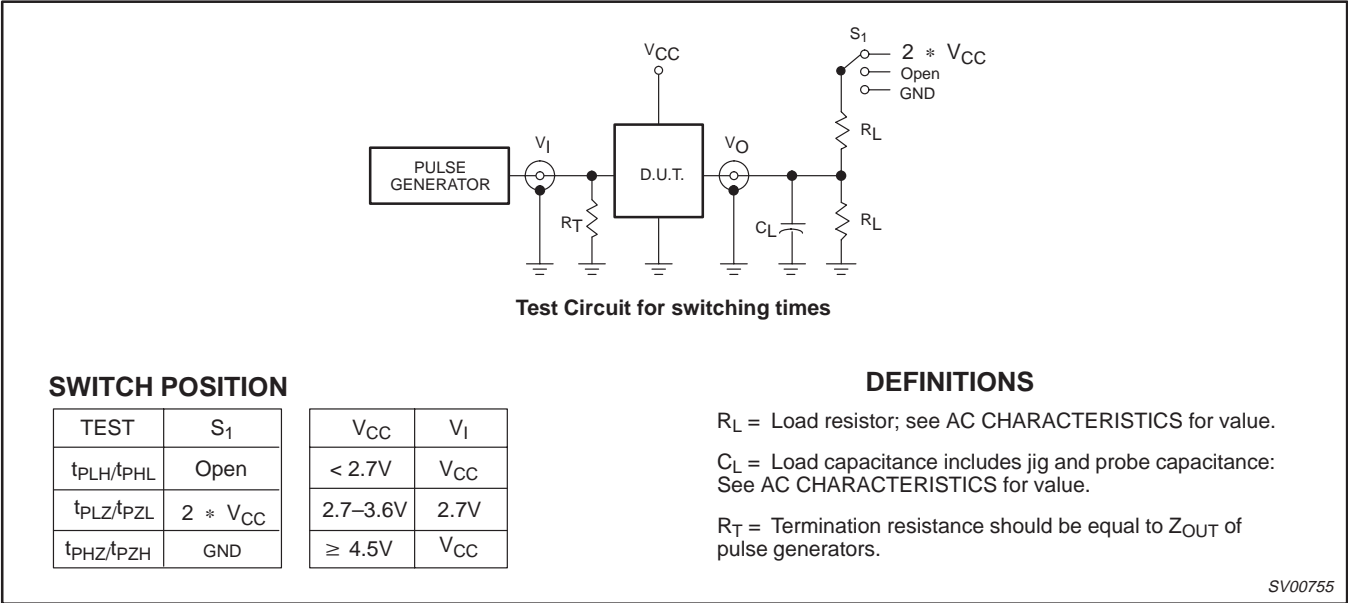 S1
2 * VCC
Open
GND
VCC
RL
VI
VO
PULSE
GENERATOR
D.U.T.
RT
CL
RL
Test Circuit for switching times
SWITCH POSITION
TEST S1
tPLH/tPHL Open
tPLZ/tPZL 2 * VCC
tPHZ/tPZH GND
VCC VI
< 2.7V VCC
2.7–3.6V 2.7V
≥ 4.5V VCC
DEFINITIONS
RL = Load resistor; see AC CHARACTERISTICS for value.
CL = Load capacitance includes jig and probe capacitance:
See AC CHARACTERISTICS for value.
RT = Termination resistance should be equal to ZOUT of
pulse generators.
SV00755